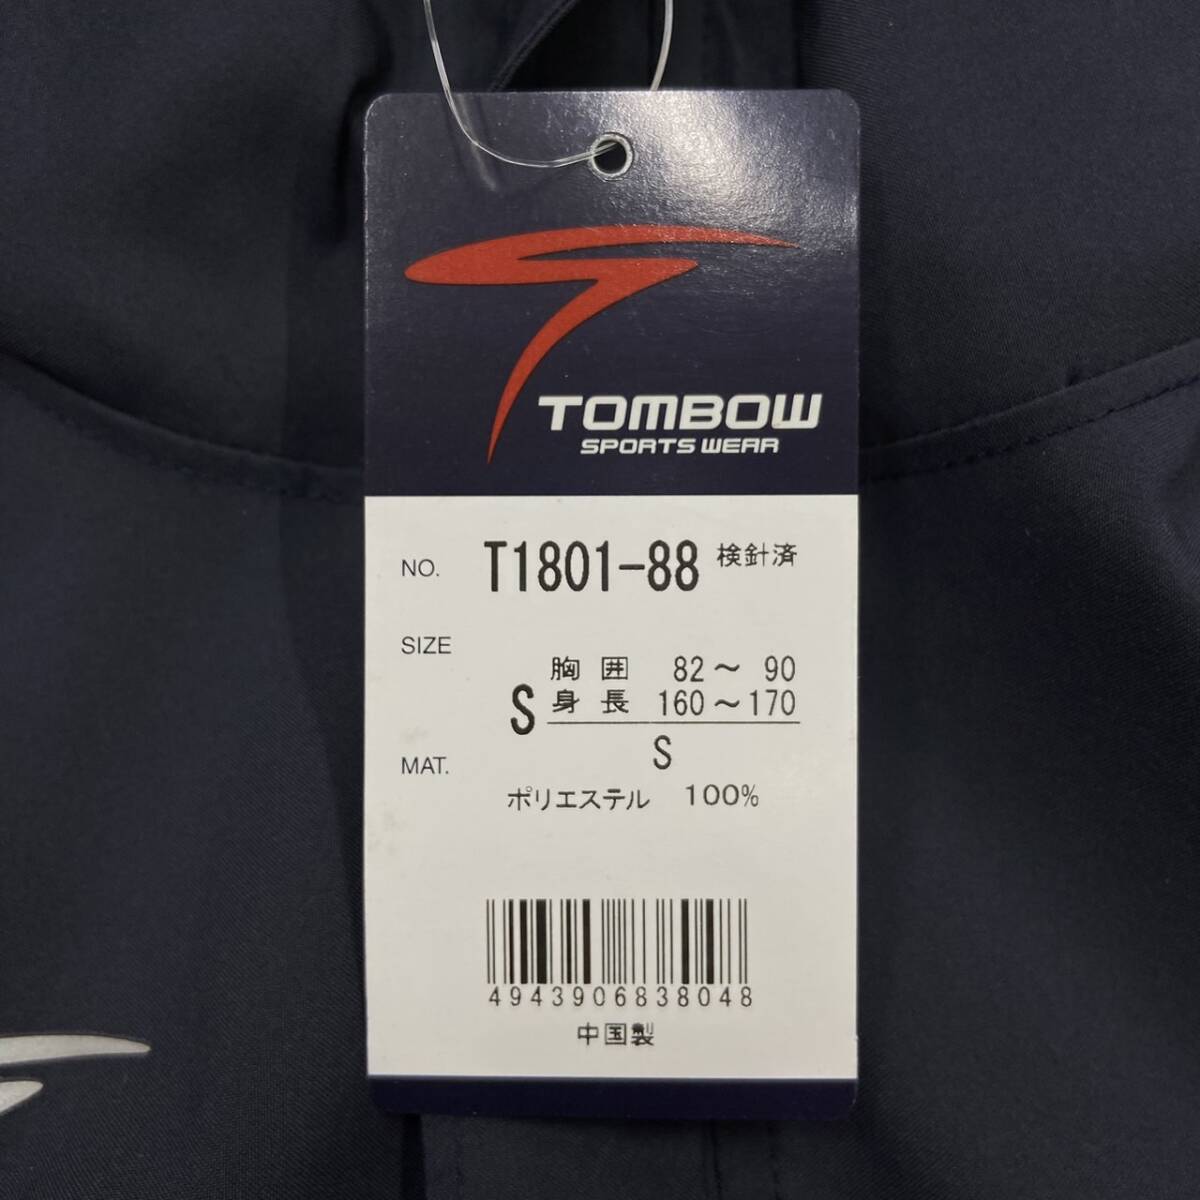 TOMBOW
SPORTS WEAR
NO. T1801-88 検針済
SIZE
胸囲 82～ 90
S 身長 160～170
S
MAT.
ポリエステル 100%
4943906838048
中国製